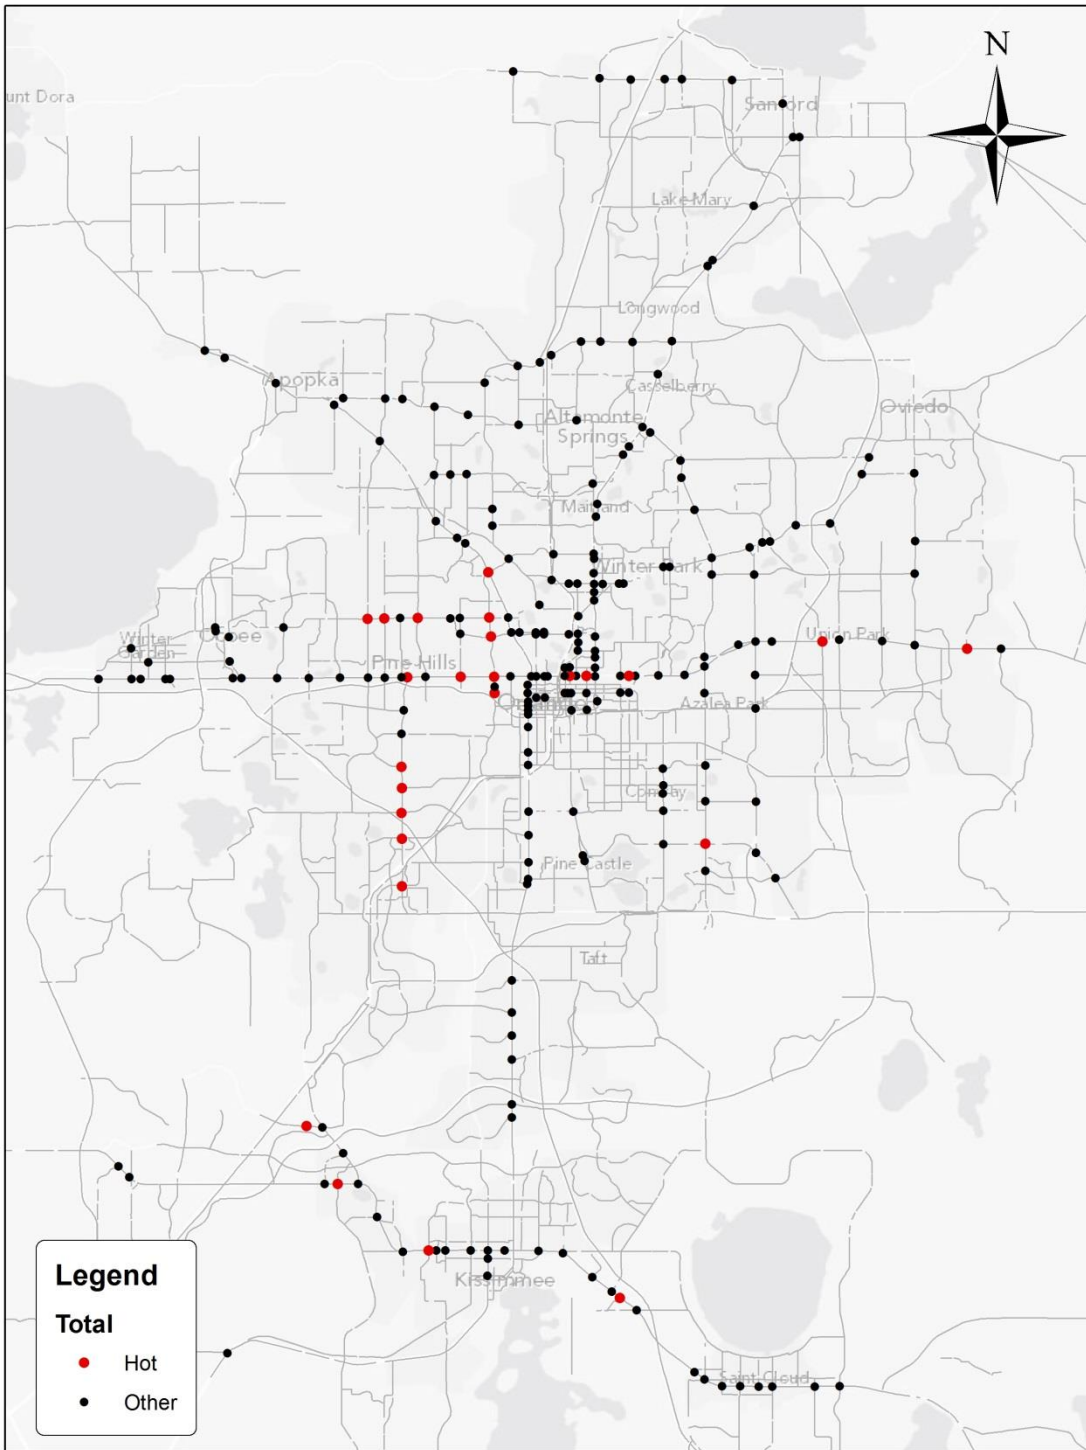 N
unt Dora
Sanford
Lake Mary
Longwood
Apopka
Casselberry
Oviedo
Altamonte
Springs
Maitland
Winter Park
Winter
Garden
Ocoee
Union Park
Pine Hills
Orlando
Azalea Park
Conway
Pine Castle
Taft
Kissimmee
Saint Cloud
Legend
Total
Hot
Other